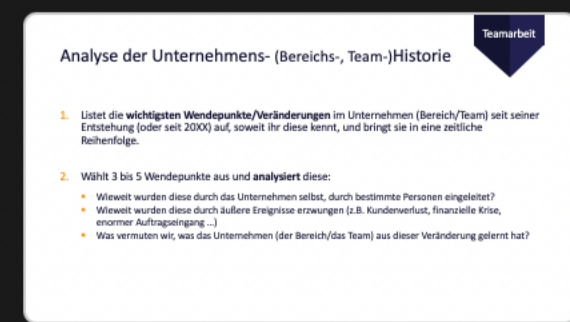 Teamarbeit
Analyse der Unternehmens- (Bereichs-, Team-)Historie
1. Listet die wichtigsten Wendepunkte/Veränderungen im Unternehmen (Bereich/Team) seit seiner
Entstehung (oder seit 20XX) auf, soweit ihr diese kennt, und bringt sie in eine zeitliche
Reihenfolge.
2. Wählt 3 bis 5 Wendepunkte aus und analysiert diese:
• Wieweit wurden diese durch das Unternehmen selbst, durch bestimmte Personen eingeleitet?
• Wieweit wurden diese durch äußere Ereignisse erzwungen (z.B. Kundenverlust, finanzielle Krise,
enormer Auftragseingang ...)
• Was vermuten wir, was das Unternehmen (der Bereich/das Team) aus dieser Veränderung gelernt hat?